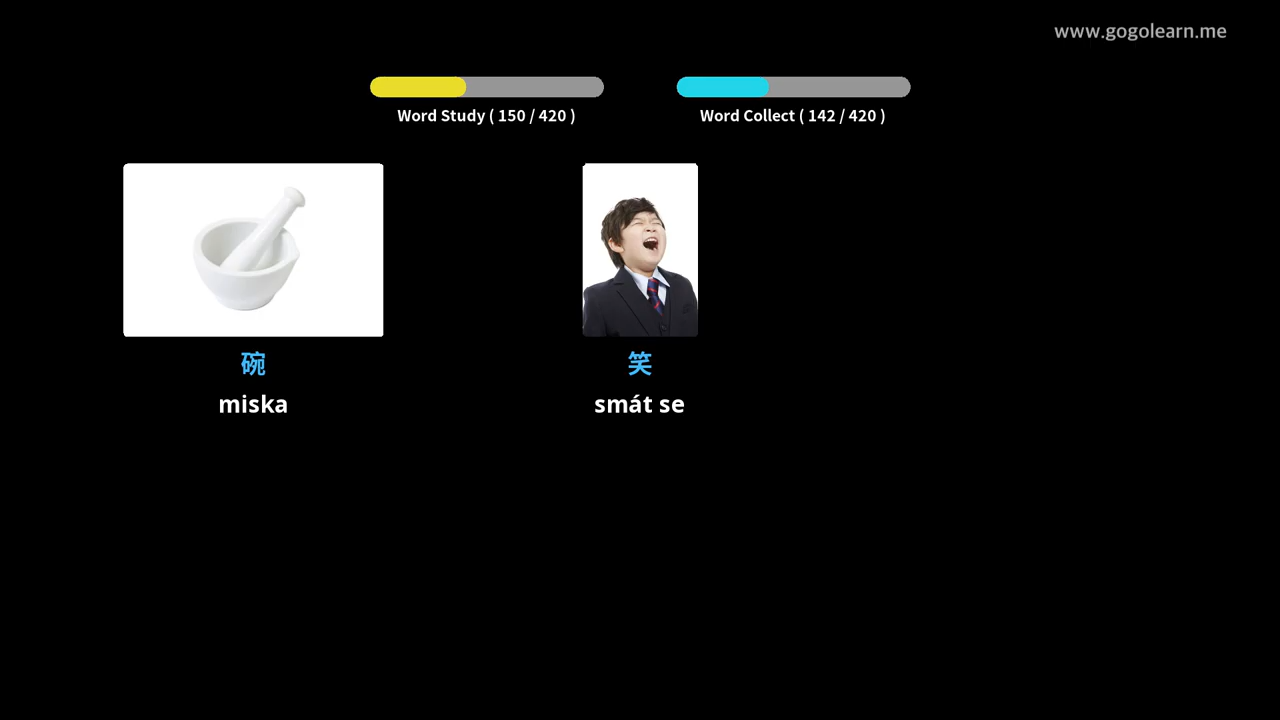 www.gogolearn.me
Word Study ( 150 / 420 )
Word Collect ( 142 / 420 )
碗
miska
笑
smát se